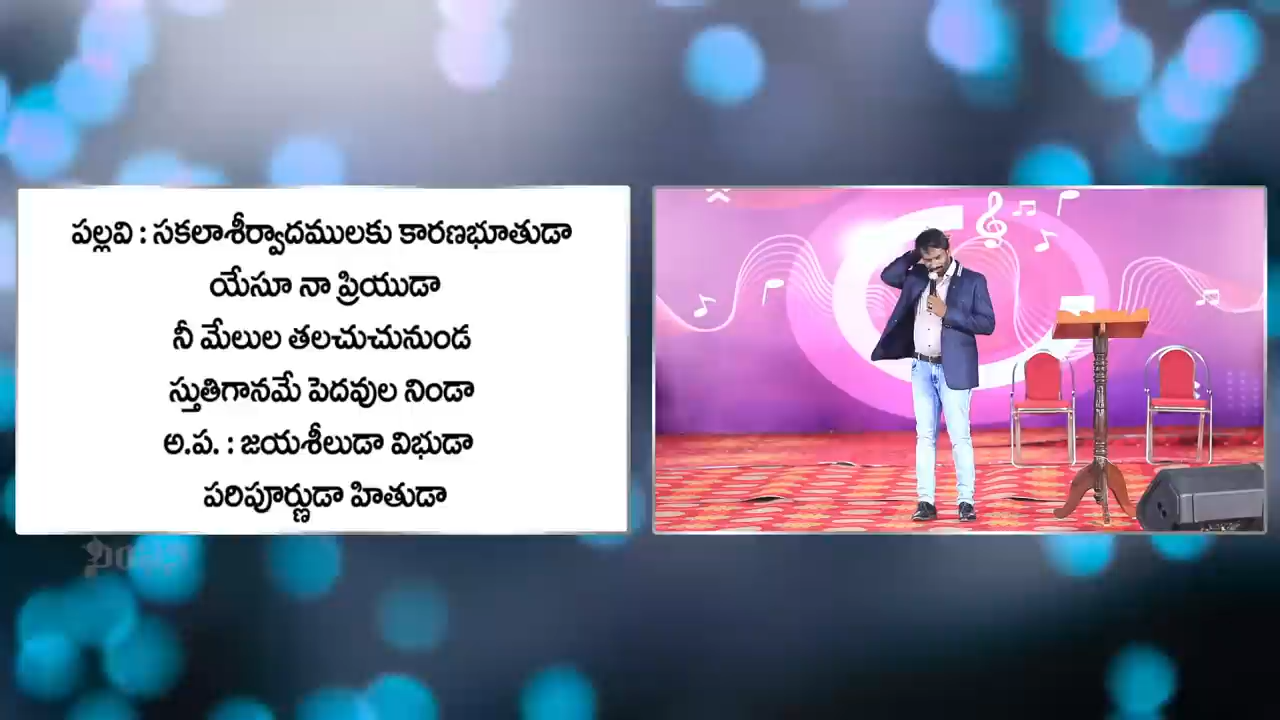 పల్లవి : సకలాశీర్వాదములకు కారణభూతుడా
యేసూ నా ప్రియుడా
నీ మేలుల తలచుచునుండ
స్తుతిగానమే పెదవుల నిండా
అ.ప. : జయశీలుడా విభుడా
పరిపూర్ణుడా హితుడా